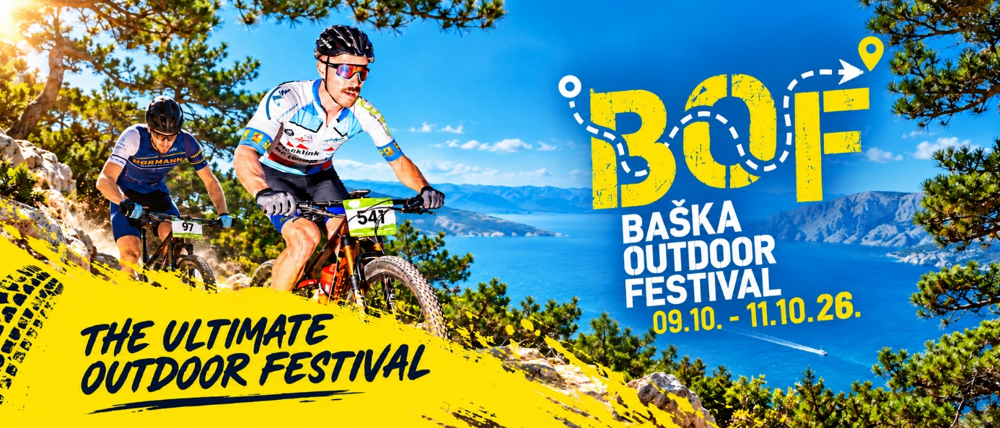 BOF
BAŠKA
OUTDOOR
FESTIVAL
09.10. - 11.10.26.
THE ULTIMATE
OUTDOOR FESTIVAL
541
97